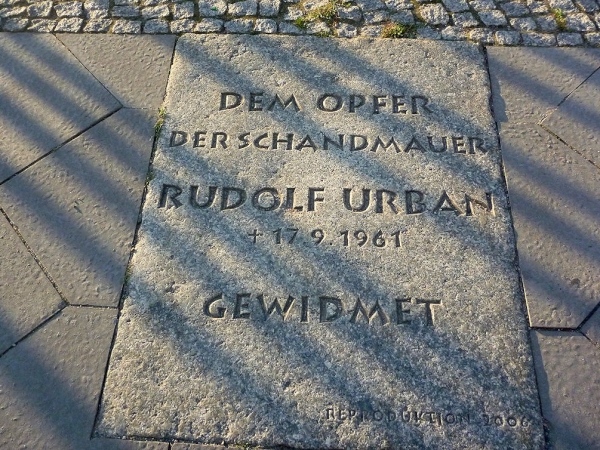 DEM OPFER
DER SCHANDMAUER
RUDOLF URBAN
+ 17.9.1961
GEWIDMET
REPRODUKTION 2006